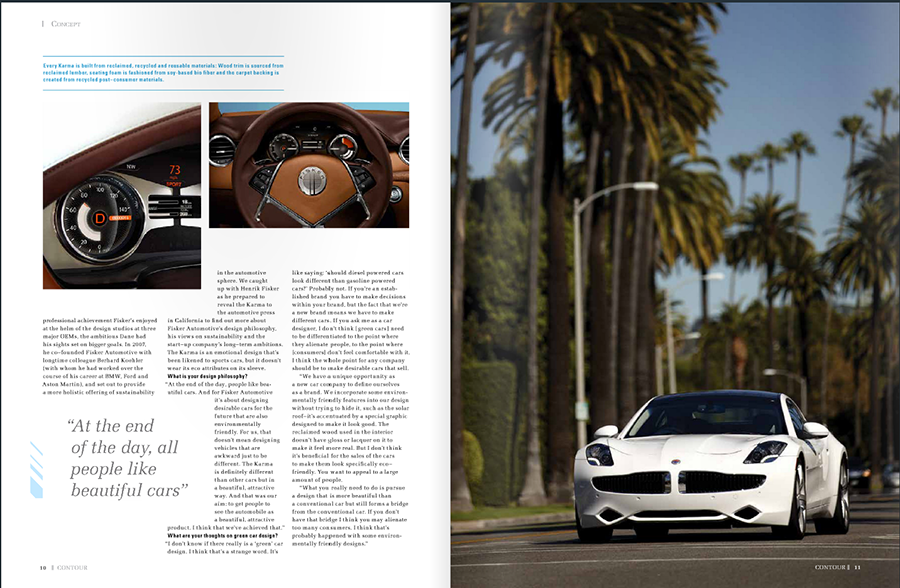 CONCEPT
Every Karma is built from reclaimed, recycled and reusable materials: Wood trim is sourced from
reclaimed lumber, seating foam is fashioned from soy-based bio fiber and the carpet backing is
created from recycled post-consumer materials.
73
SPORT
100
80
120
60
140
40
20
0
D
professional achievement Fisker's enjoyed
at the helm of the design studios at three
major OEMs, the ambitious Dane had
his sights set on bigger goals. In 2007,
he co-founded Fisker Automotive with
longtime colleague Berhard Koehler
(with whom he had worked over the
course of his career at BMW, Ford and
Aston Martin), and set out to provide
a more holistic offering of sustainability
“At the end
of the day, all
people like
beautiful cars”
in the automotive
sphere. We caught
up with Henrik Fisker
as he prepared to
reveal the Karma to
the automotive press
in California to find out more about
Fisker Automotive's design philosophy,
his views on sustainability and the
start-up company's long-term ambitions.
The Karma is an emotional design that's
been likened to sports cars, but it doesn't
wear its eco attributes on its sleeve.
What is your design philosophy?
“At the end of the day, people like beau-
tiful cars. And for Fisker Automotive
it's about designing
desirable cars for the
future that are also
environmentally
friendly. For us, that
doesn't mean designing
vehicles that are
awkward just to be
different. The Karma
is definitely different
than other cars but in
a beautiful, attractive
way. And that was our
aim: to get people to
see the automobile as
a beautiful, attractive
product. I think that we've achieved that.”
What are your thoughts on green car design?
“I don't know if there really is a 'green' car
design. I think that's a strange word. It's
like saying: 'should diesel powered cars
look different than gasoline powered
cars?' Probably not. If you're an estab-
lished brand you have to make decisions
within your brand, but the fact that we're
a new brand means we have to make
different cars. If you ask me as a car
designer, I don't think [green cars] need
to be differentiated to the point where
they alienate people, to the point where
[consumers] don't feel comfortable with it.
I think the whole point for any company
should be to make desirable cars that sell.
“We have a unique opportunity as
a new car company to define ourselves
as a brand. We incorporate some environ-
mentally friendly features into our design
without trying to hide it, such as the solar
roof–it's accentuated by a special graphic
designed to make it look good. The
reclaimed wood used in the interior
doesn't have gloss or lacquer on it to
make it feel more real. But I don't think
it's beneficial for the sales of the cars
to make them look specifically eco-
friendly. You want to appeal to a large
amount of people.
“What you really need to do is pursue
a design that is more beautiful than
a conventional car but still forms a bridge
from the conventional car. If you don't
have that bridge I think you may alienate
too many consumers. I think that's
probably happened with some environ-
mentally friendly designs.”
10 | CONTOUR
CONTOUR | 11